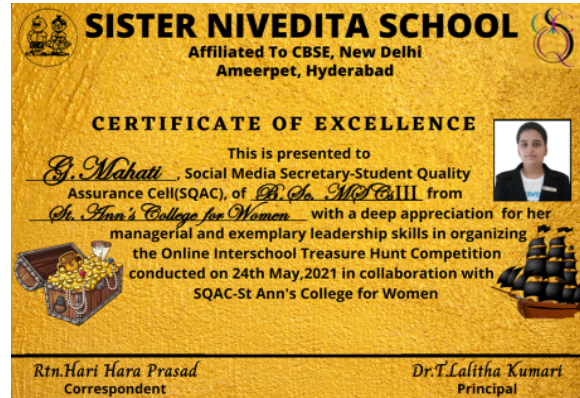 SISTER NIVEDITA SCHOOL
Affiliated To CBSE, New Delhi
Ameerpet, Hyderabad
CERTIFICATE OF EXCELLENCE
This is presented to
G. Mahati, Social Media Secretary-Student Quality
Assurance Cell(SQAC), of B.Sc. MSCsIII from
St. Ann's College for Women with a deep appreciation for her
managerial and exemplary leadership skills in organizing
the Online Interschool Treasure Hunt Competition
conducted on 24th May,2021 in collaboration with
SQAC-St Ann's College for Women
Rtn.Hari Hara Prasad
Correspondent
Dr.T.Lalitha Kumari
Principal